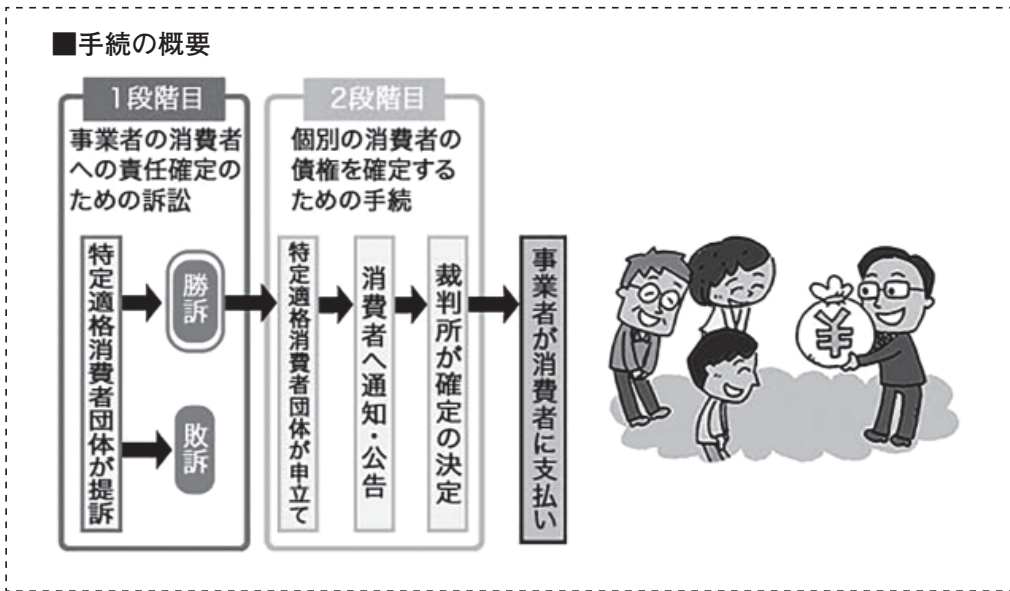 ■手続の概要
1段階目
事業者の消費者
への責任確定の
ための訴訟
特定適格消費者団体が提訴
勝訴
敗訴
2段階目
個別の消費者の
債権を確定する
ための手続
特定適格消費者団体が申立て
消費者へ通知・公告
裁判所が確定の決定
事業者が消費者に支払い
¥